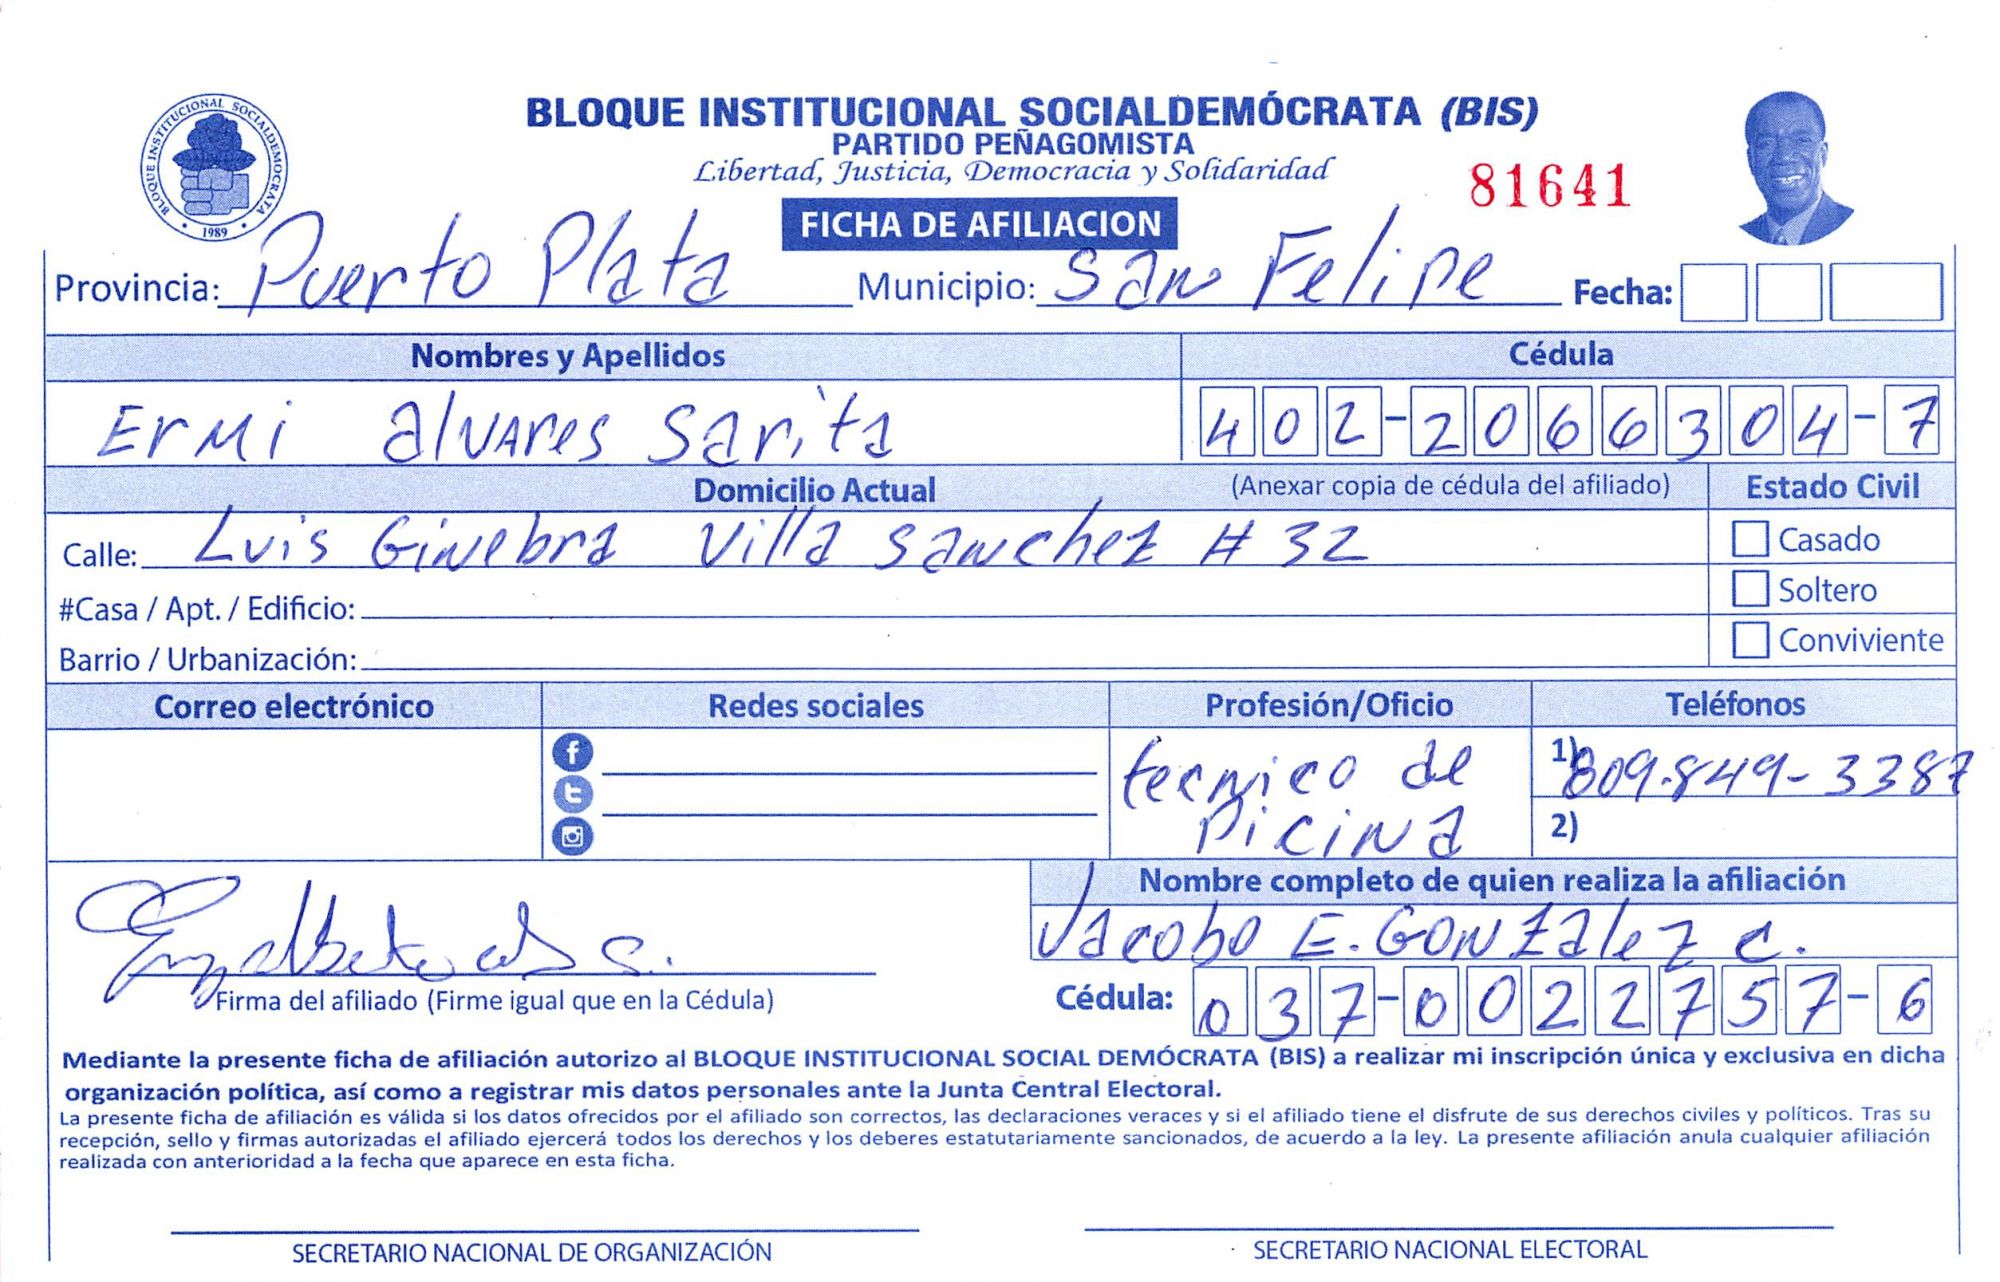 BLOQUE INSTITUCIONAL SOCIALDEMOCRATA
1989
BLOQUE INSTITUCIONAL SOCIALDEMÓCRATA (BIS)
PARTIDO PEÑAGOMISTA
Libertad, Justicia, Democracia y Solidaridad
81641
FICHA DE AFILIACION
Provincia: Puerto Plata Municipio: San Felipe Fecha:
Nombres y Apellidos Cédula
Ermi alvares Sarita 402-2066304-7
Domicilio Actual (Anexar copia de cédula del afiliado) Estado Civil
Calle: Luis Ginebra Villa Sanchez # 32 Casado
#Casa / Apt. / Edificio: Soltero
Barrio / Urbanización: Conviviente
Correo electrónico Redes sociales Profesión/Oficio Teléfonos
tecnico de 1) 809-849-3387
Picina 2)
Nombre completo de quien realiza la afiliación
Jacobo E. GONZalez C.
Firma del afiliado (Firme igual que en la Cédula) Cédula: 037-0022757-6
Mediante la presente ficha de afiliación autorizo al BLOQUE INSTITUCIONAL SOCIAL DEMÓCRATA (BIS) a realizar mi inscripción única y exclusiva en dicha
organización política, así como a registrar mis datos personales ante la Junta Central Electoral.
La presente ficha de afiliación es válida si los datos ofrecidos por el afiliado son correctos, las declaraciones veraces y si el afiliado tiene el disfrute de sus derechos civiles y políticos. Tras su
recepción, sello y firmas autorizadas el afiliado ejercerá todos los derechos y los deberes estatutariamente sancionados, de acuerdo a la ley. La presente afiliación anula cualquier afiliación
realizada con anterioridad a la fecha que aparece en esta ficha.
SECRETARIO NACIONAL DE ORGANIZACIÓN SECRETARIO NACIONAL ELECTORAL